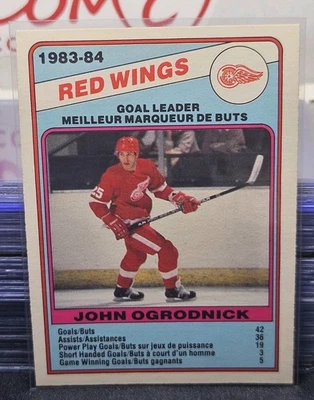 1983-84
RED WINGS
GOAL LEADER
MEILLEUR MARQUEUR DE BUTS
25
JOHN OGRODNICK
Goals/Buts 42
Assists/Assistances 36
Power Play Goals/Buts sur jeux de puissance 19
Short Handed Goals/Buts à court d'un homme 3
Game Winning Goals/Buts gagnants 5